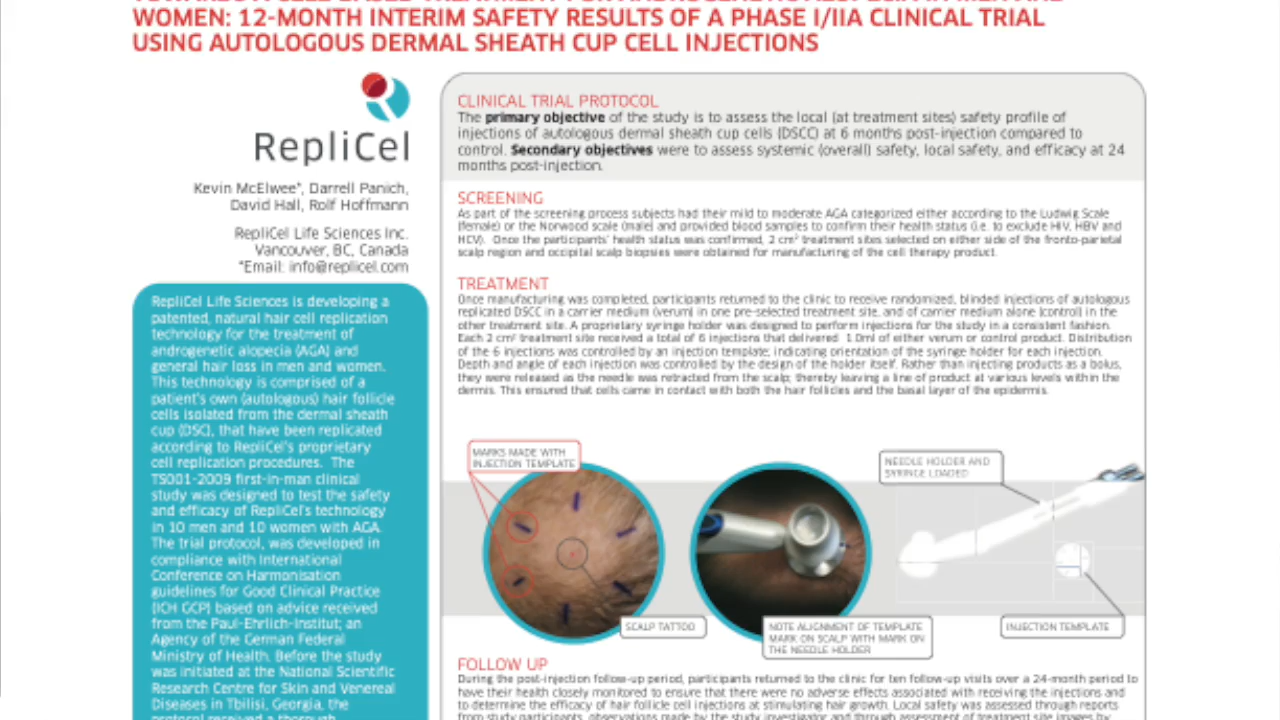 WOMEN: 12-MONTH INTERIM SAFETY RESULTS OF A PHASE I/IIA CLINICAL TRIAL
USING AUTOLOGOUS DERMAL SHEATH CUP CELL INJECTIONS
RepliCel
Kevin McElwee*, Darrell Panich,
David Hall, Rolf Hoffmann
RepliCel Life Sciences Inc.
Vancouver, BC, Canada
*Email: info@replicel.com
RepliCel Life Sciences is developing a
patented, natural hair cell replication
technology for the treatment of
androgenetic alopecia (AGA) and
general hair loss in men and women.
This technology is comprised of a
patient's own (autologous) hair follicle
cells isolated from the dermal sheath
cup (DSC), that have been replicated
according to RepliCel's proprietary
cell replication procedures. The
TS001-2009 first-in-man clinical
study was designed to test the safety
and efficacy of RepliCel's technology
in 10 men and 10 women with AGA.
The trial protocol, was developed in
compliance with International
Conference on Harmonisation
guidelines for Good Clinical Practice
(ICH GCP) based on advice received
from the Paul-Ehrlich-Institut; an
Agency of the German Federal
Ministry of Health. Before the study
was initiated at the National Scientific
Research Centre for Skin and Venereal
Diseases in Tbilisi, Georgia, the
protocol received a thorough
CLINICAL TRIAL PROTOCOL
The primary objective of the study is to assess the local (at treatment sites) safety profile of
injections of autologous dermal sheath cup cells (DSCC) at 6 months post-injection compared to
control. Secondary objectives were to assess systemic (overall) safety, local safety, and efficacy at 24
months post-injection.
SCREENING
As part of the screening process subjects had their mild to moderate AGA categorized either according to the Ludwig Scale
(female) or the Norwood scale (male) and provided blood samples to confirm their health status (i.e. to exclude HIV, HBV and
HCV). Once the participants' health status was confirmed, 2 cm² treatment sites selected on either side of the fronto-parietal
scalp region and occipital scalp biopsies were obtained for manufacturing of the cell therapy product.
TREATMENT
Once manufacturing was completed, participants returned to the clinic to receive randomized, blinded injections of autologous
replicated DSCC in a carrier medium (verum) in one pre-selected treatment site, and of carrier medium alone (control) in the
other treatment site. A proprietary syringe holder was designed to perform injections for the study in a consistent fashion.
Each 2 cm² treatment site received a total of 6 injections that delivered 1.0ml of either verum or control product. Distribution
of the 6 injections was controlled by an injection template, indicating orientation of the syringe holder for each injection.
Depth and angle of each injection was controlled by the design of the holder itself. Rather than injecting products as a bolus,
they were released as the needle was retracted from the scalp; thereby leaving a line of product at various levels within the
dermis. This ensured that cells came in contact with both the hair follicles and the basal layer of the epidermis.
MARKS MADE WITH
INJECTION TEMPLATE
NEEDLE HOLDER AND
SYRINGE LOADED
SCALP TATTOO
NOTE ALIGNMENT OF TEMPLATE
MARK ON SCALP WITH MARK ON
THE NEEDLE HOLDER
INJECTION TEMPLATE
FOLLOW UP
During the post-injection follow-up period, participants returned to the clinic for ten follow-up visits over a 24-month period to
have their health closely monitored to ensure that there were no adverse effects associated with receiving the injections and
to determine the efficacy of hair follicle cell injections at stimulating hair growth. Local safety was assessed through reports
from study participants, observations made by the study investigator and through assessment of treatment site images by